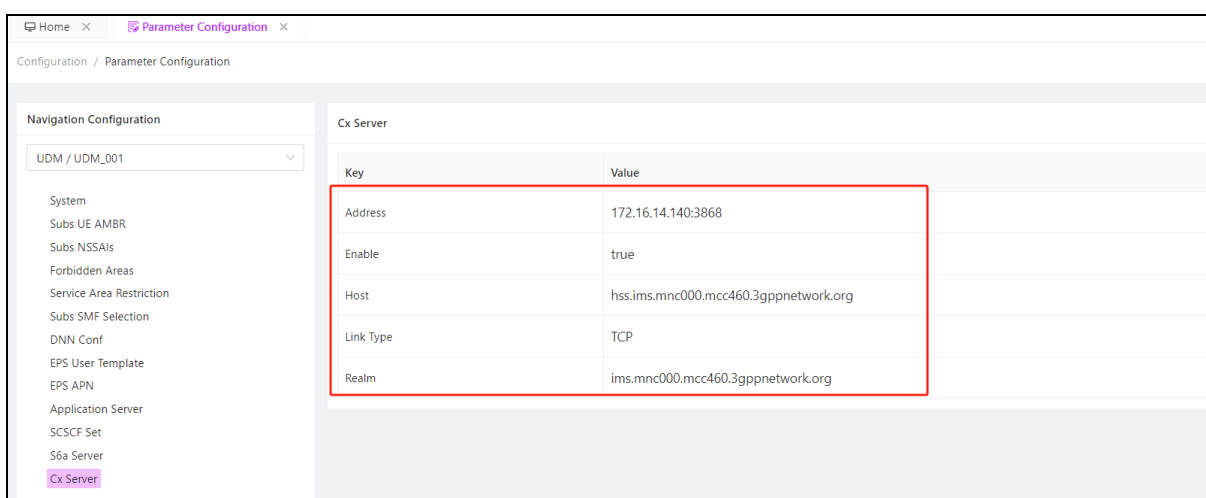 Home Parameter Configuration
Configuration / Parameter Configuration
Navigation Configuration
UDM / UDM_001
System
Subs UE AMBR
Subs NSSAIs
Forbidden Areas
Service Area Restriction
Subs SMF Selection
DNN Conf
EPS User Template
EPS APN
Application Server
SCSCF Set
S6a Server
Cx Server
Cx Server
Key Value
Address 172.16.14.140:3868
Enable true
Host hss.ims.mnc000.mcc460.3gppnetwork.org
Link Type TCP
Realm ims.mnc000.mcc460.3gppnetwork.org